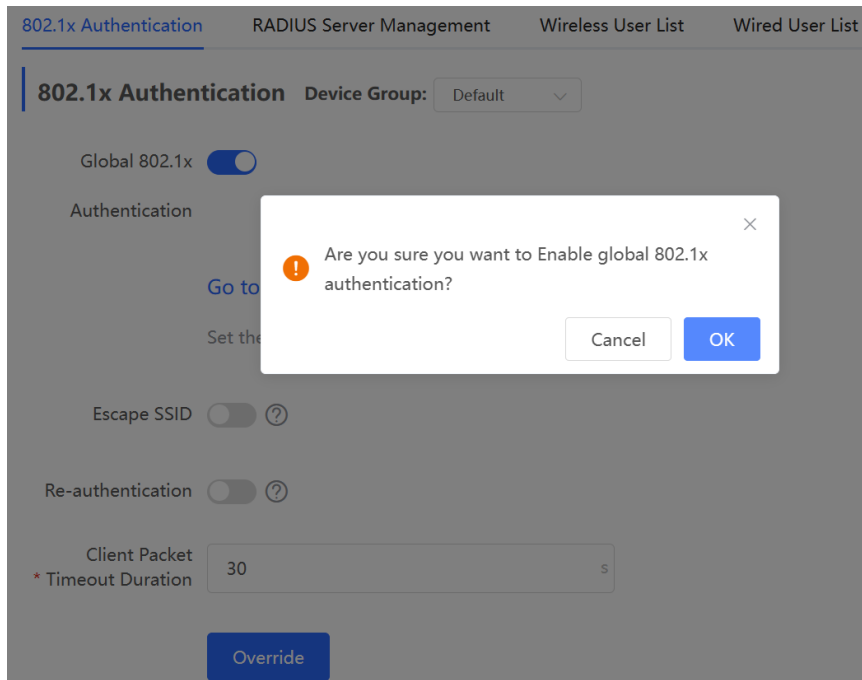 802.1x Authentication RADIUS Server Management Wireless User List Wired User List
802.1x Authentication Device Group: Default
Global 802.1x
Authentication
Are you sure you want to Enable global 802.1x
authentication?
Go to
Cancel OK
Set the
Escape SSID ?
Re-authentication ?
Client Packet
* Timeout Duration
30 s
Override